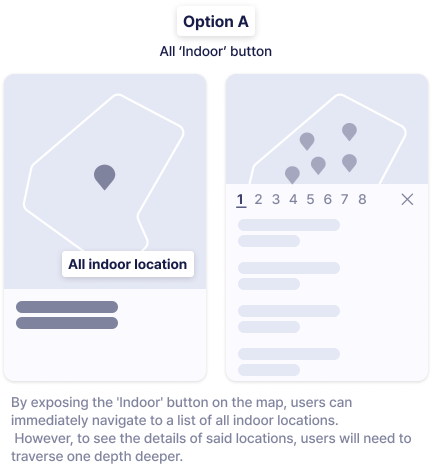 Option A
All ‘Indoor’ button
All indoor location
1 2 3 4 5 6 7 8
By exposing the 'Indoor' button on the map, users can
immediately navigate to a list of all indoor locations.
However, to see the details of said locations, users will need to
traverse one depth deeper.